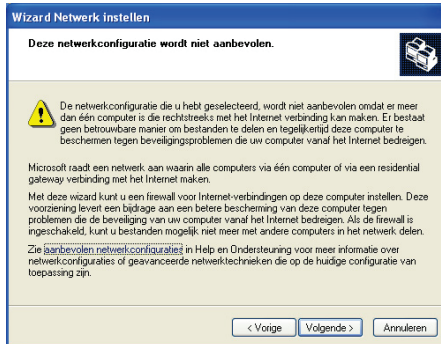 Wizard Netwerk instellen
Deze netwerkconfiguratie wordt niet aanbevolen.
De netwerkconfiguratie die u hebt geselecteerd, wordt niet aanbevolen omdat er meer
dan één computer is die rechtstreeks met het Internet verbinding kan maken. Er bestaat
geen betrouwbare manier om bestanden te delen en tegelijkertijd deze computer te
beschermen tegen beveiligingsproblemen die uw computer vanaf het Internet bedreigen.
Microsoft raadt een netwerk aan waarin alle computers via één computer of via een residential
gateway verbinding met het Internet maken.
Met deze wizard kunt u een firewall voor Internet-verbindingen op deze computer instellen. Deze
voorziening levert een bijdrage aan een betere bescherming van deze computer tegen
problemen die de beveiliging van uw computer vanaf het Internet bedreigen. Als de firewall is
ingeschakeld, kunt u bestanden mogelijk niet meer met andere computers in het netwerk delen.
Zie aanbevolen netwerkconfiguraties in Help en Ondersteuning voor meer informatie over
netwerkconfiguraties of geavanceerde netwerktechnieken die op de huidige configuratie van
toepassing zijn.
< Vorige Volgende > Annuleren